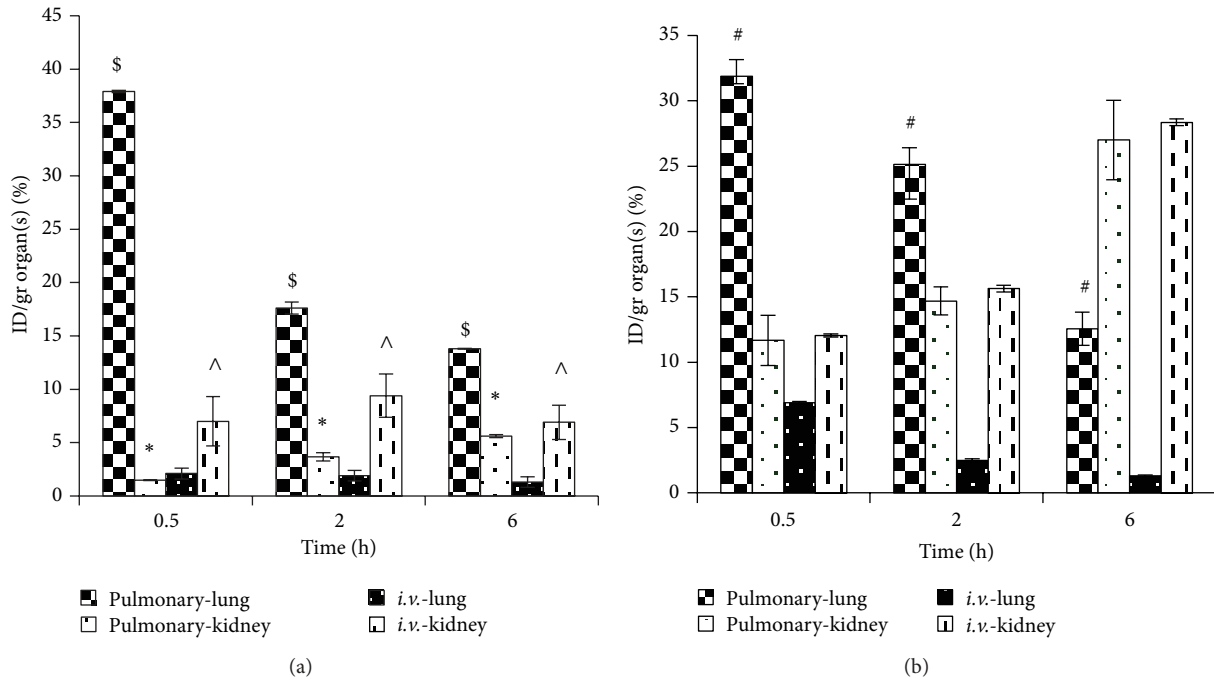 45
40
35
30
25
20
15
10
5
0
ID/gr organ(s) (%)
$
*
^
$
*
^
$
*
^
0.5 2 6
Time (h)
Pulmonary-lung i.v.-lung
Pulmonary-kidney i.v.-kidney
(a)
35
30
25
20
15
10
5
0
ID/gr organ(s) (%)
#
#
#
0.5 2 6
Time (h)
Pulmonary-lung i.v.-lung
Pulmonary-kidney i.v.-kidney
(b)